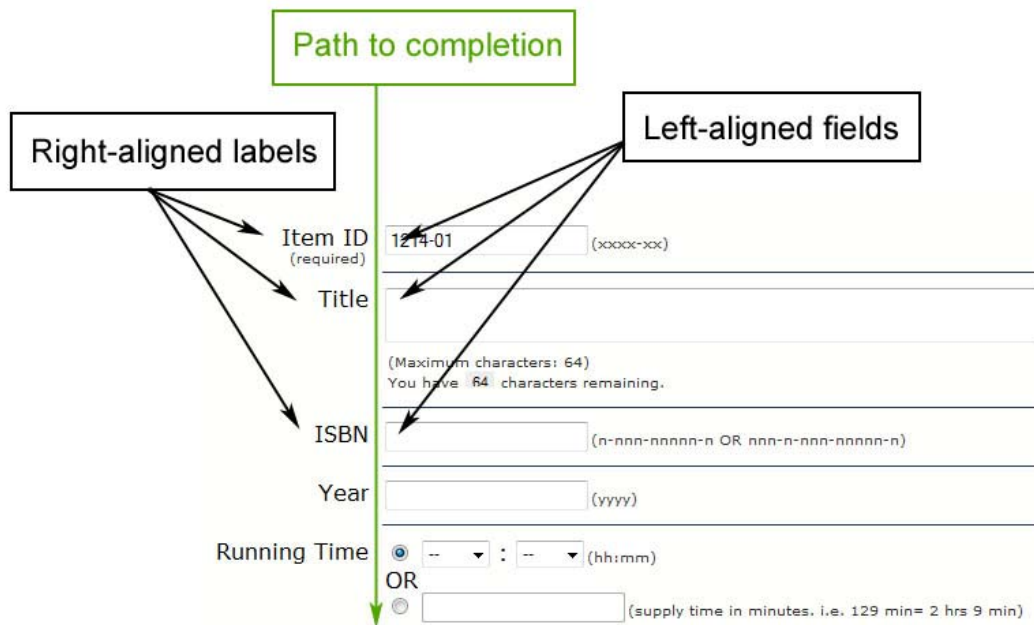 Path to completion
Right-aligned labels
Left-aligned fields
Item ID 1214-01 (xxxx-xx)
(required)
Title
(Maximum characters: 64)
You have 64 characters remaining.
ISBN (n-nnn-nnnnn-n OR nnn-n-nnn-nnnnn-n)
Year (yyyy)
Running Time -- : -- (hh:mm)
OR
(supply time in minutes. i.e. 129 min= 2 hrs 9 min)